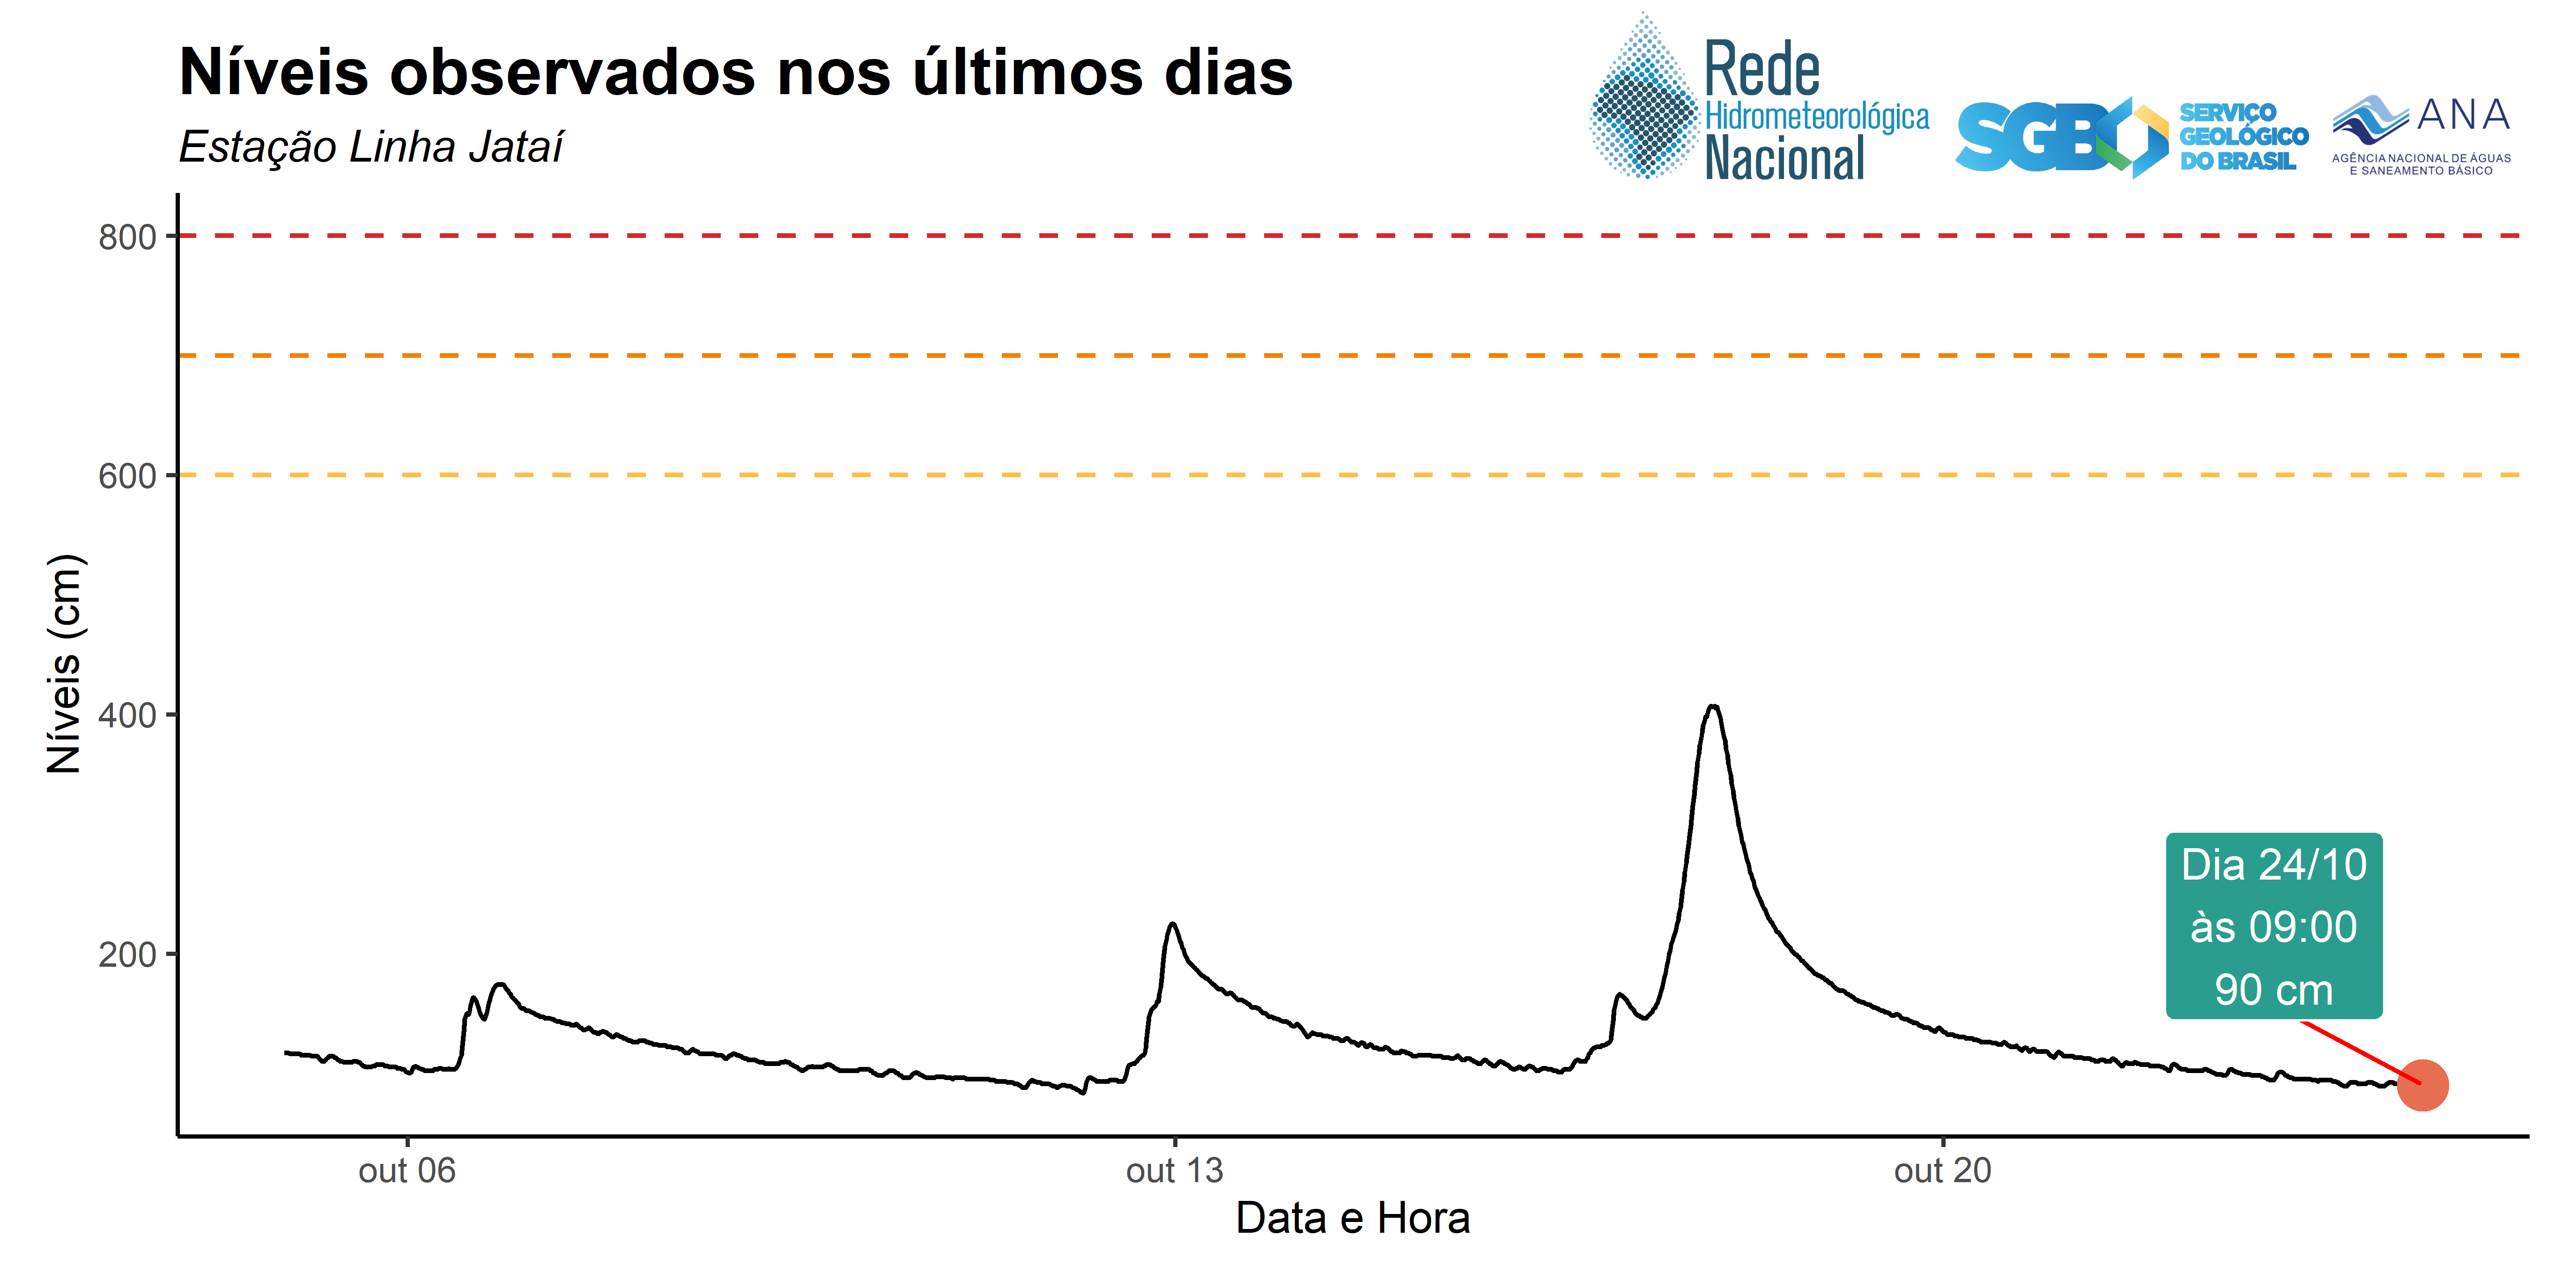 Níveis observados nos últimos dias
Estação Linha Jataí
Rede
Hidrometeorológica
Nacional
SGB
SERVIÇO
GEOLÓGICO
DO BRASIL
ANA
AGÊNCIA NACIONAL DE ÁGUAS
E SANEAMENTO BÁSICO
800
600
400
200
Níveis (cm)
Dia 24/10
às 09:00
90 cm
out 06
out 13
out 20
Data e Hora